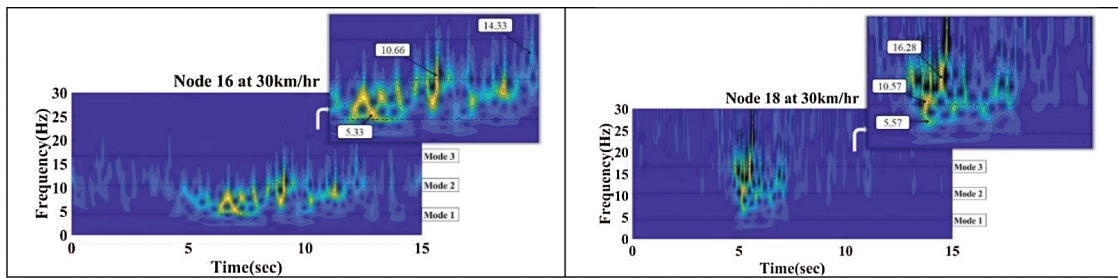 14.33
10.66
5.33
Node 16 at 30km/hr
30
25
20
15
10
5
0
Frequency(Hz)
Mode 3
Mode 2
Mode 1
0
5
10
15
Time(sec)
16.28
10.57
5.57
Node 18 at 30km/hr
30
25
20
15
10
5
0
Frequency(Hz)
Mode 3
Mode 2
Mode 1
0
5
10
15
Time(sec)